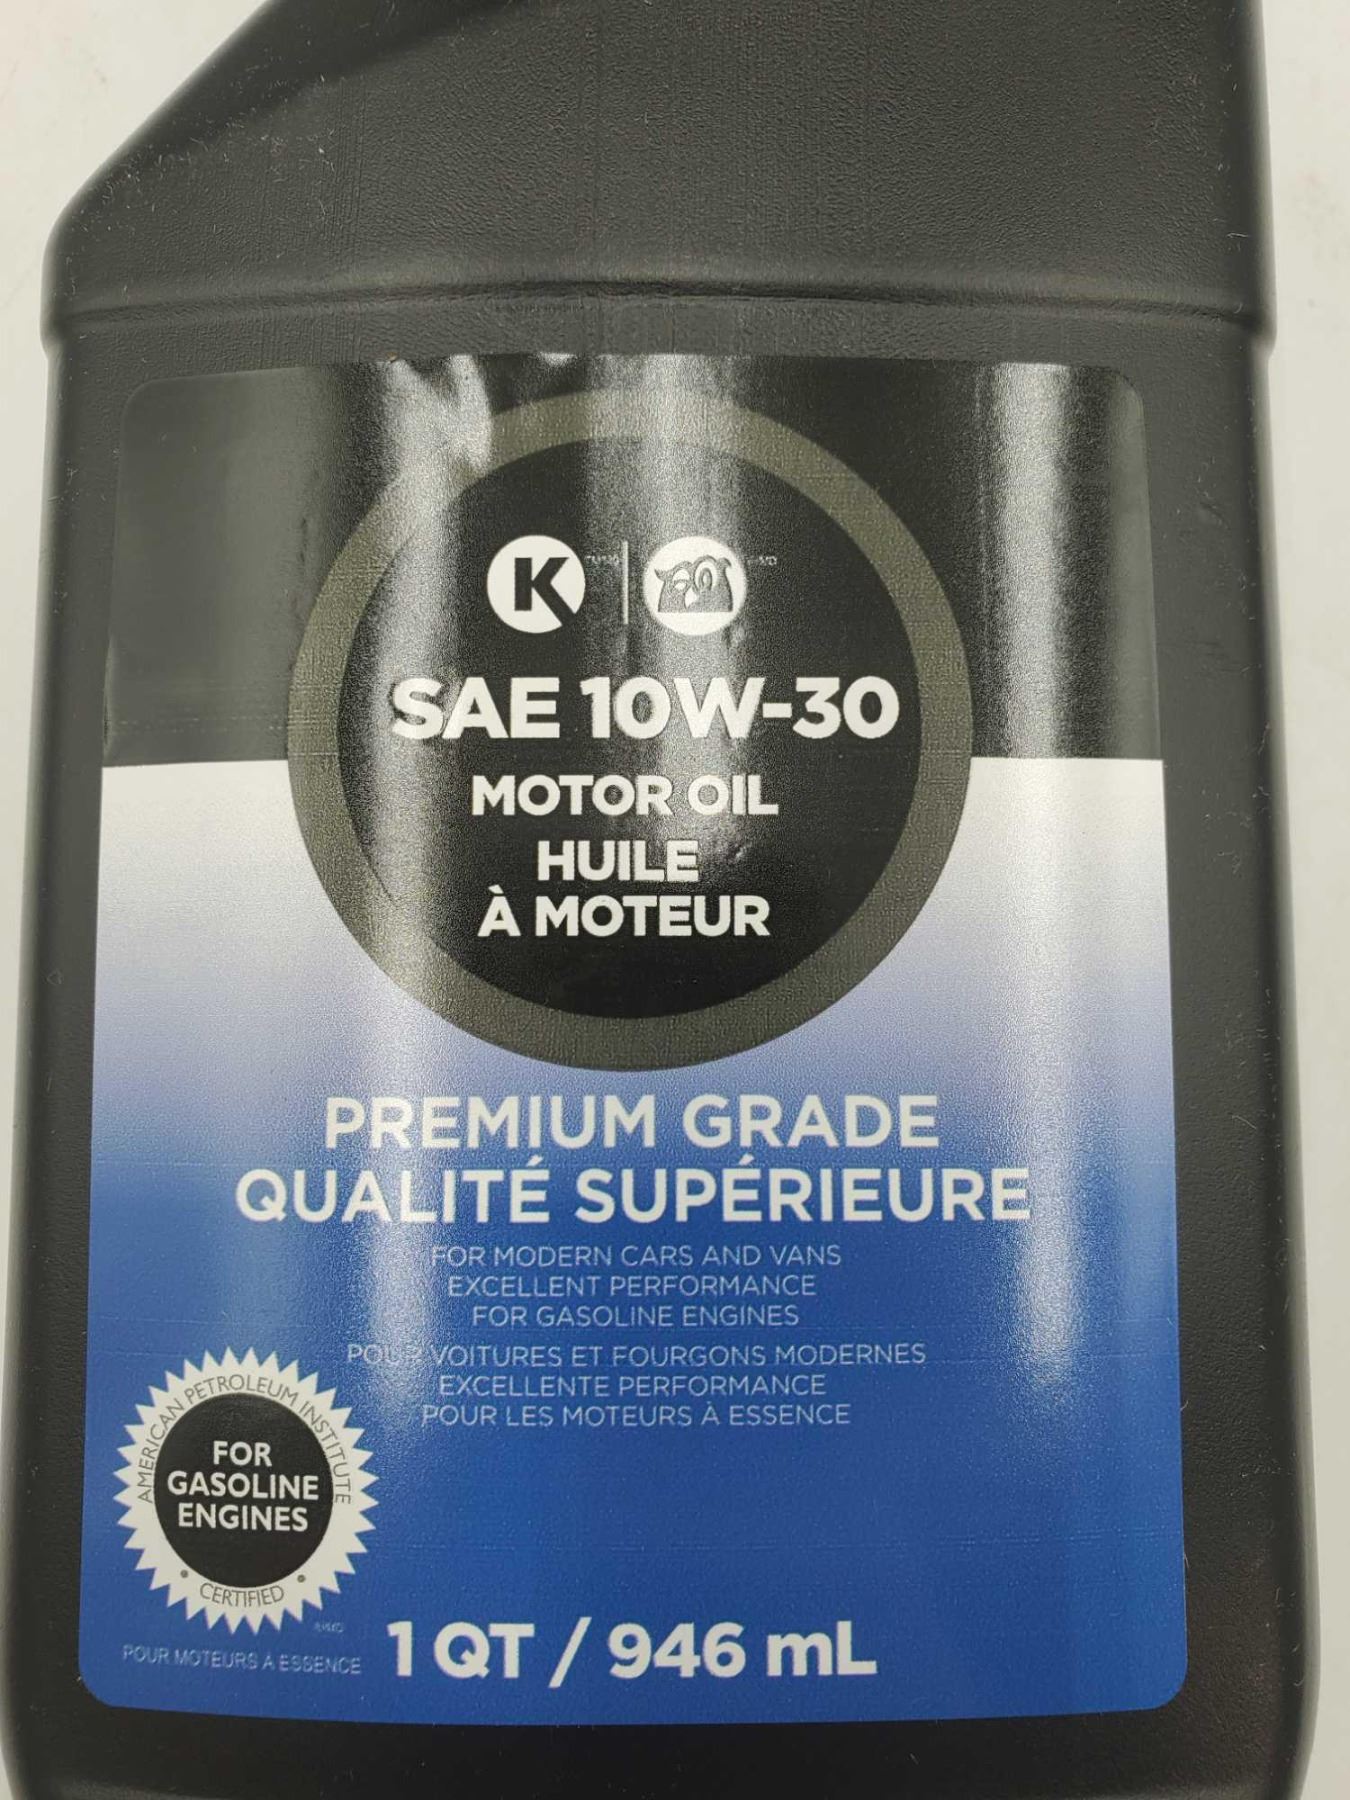 K
SAE 10W-30
MOTOR OIL
HUILE
À MOTEUR
PREMIUM GRADE
QUALITÉ SUPÉRIEURE
FOR MODERN CARS AND VANS
EXCELLENT PERFORMANCE
FOR GASOLINE ENGINES
POUR VOITURES ET FOURGONS MODERNES
EXCELLENTE PERFORMANCE
POUR LES MOTEURS À ESSENCE
AMERICAN PETROLEUM INSTITUTE
FOR
GASOLINE
ENGINES
CERTIFIED
POUR MOTEURS À ESSENCE
1 QT / 946 mL